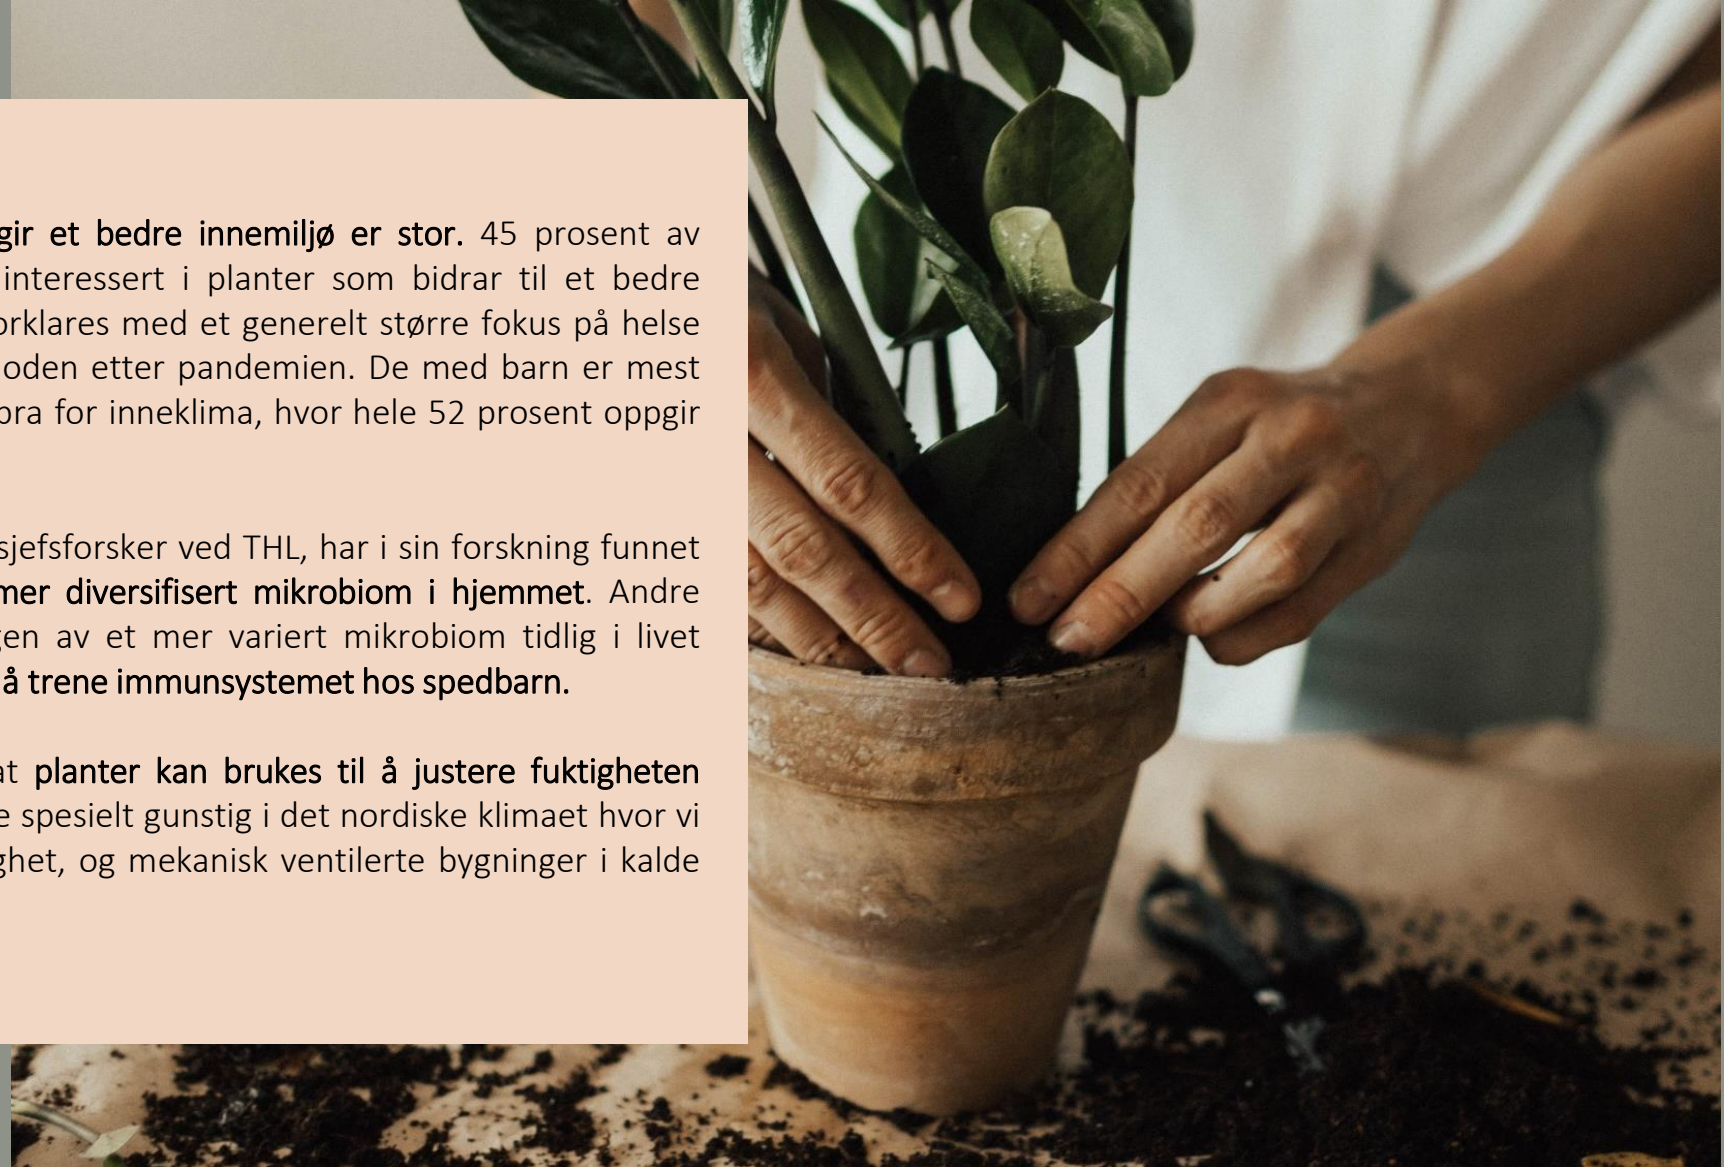 gir et bedre innemiljø er stor. 45 prosent av
interessert i planter som bidrar til et bedre
orklares med et generelt større fokus på helse
oden etter pandemien. De med barn er mest
bra for inneklima, hvor hele 52 prosent oppgir
sjefsforsker ved THL, har i sin forskning funnet
mer diversifisert mikrobiom i hjemmet. Andre
gen av et mer variert mikrobiom tidlig i livet
å trene immunsystemet hos spedbarn.
at planter kan brukes til å justere fuktigheten
e spesielt gunstig i det nordiske klimaet hvor vi
ghet, og mekanisk ventilerte bygninger i kalde